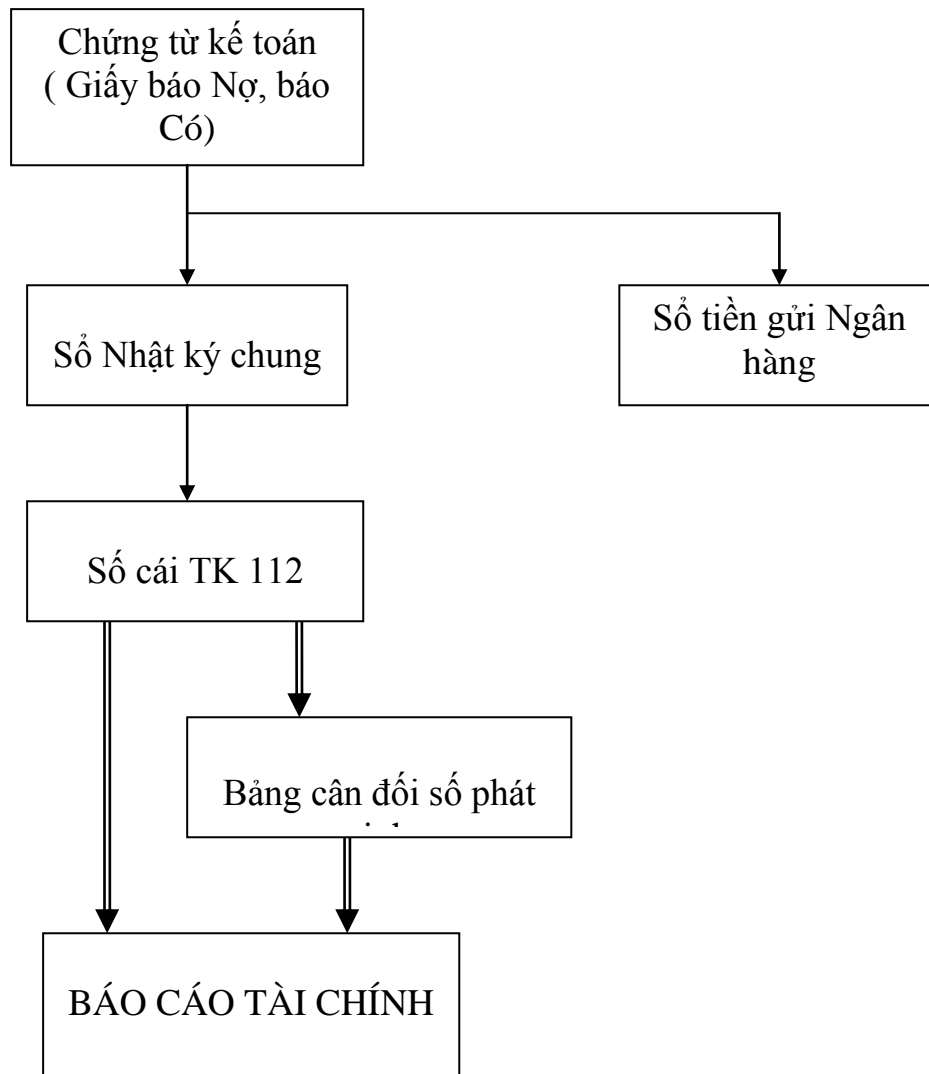 Chứng từ kế toán
( Giấy báo Nợ, báo
Có)
Sổ Nhật ký chung
Sổ tiền gửi Ngân
hàng
Số cái TK 112
Bảng cân đối số phát
BÁO CÁO TÀI CHÍNH